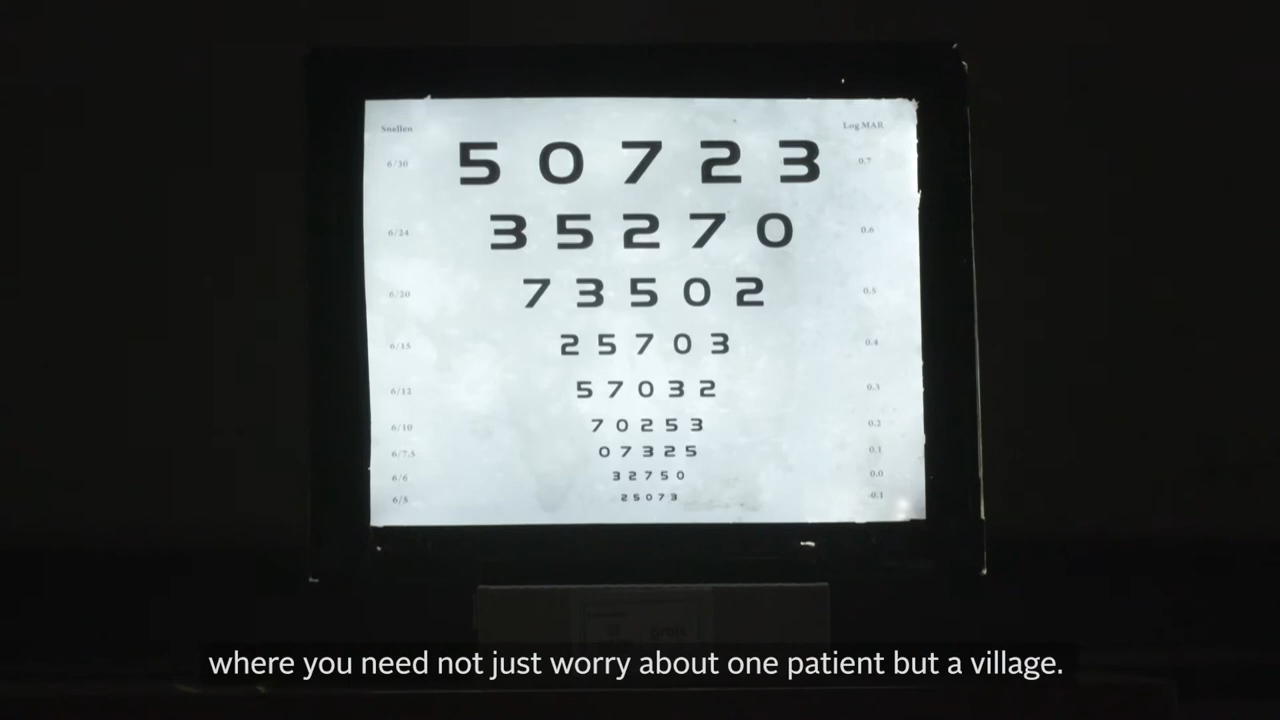 Snellen Log MAR
6/30 5 0 7 2 3 0.7
6/24 3 5 2 7 0 0.6
6/20 7 3 5 0 2 0.5
6/15 2 5 7 0 3 0.4
6/12 5 7 0 3 2 0.3
6/10 7 0 2 5 3 0.2
6/7.5 0 7 3 2 5 0.1
6/6 3 2 7 5 0 0.0
6/5 2 5 0 7 3 -0.1
where you need not just worry about one patient but a village.